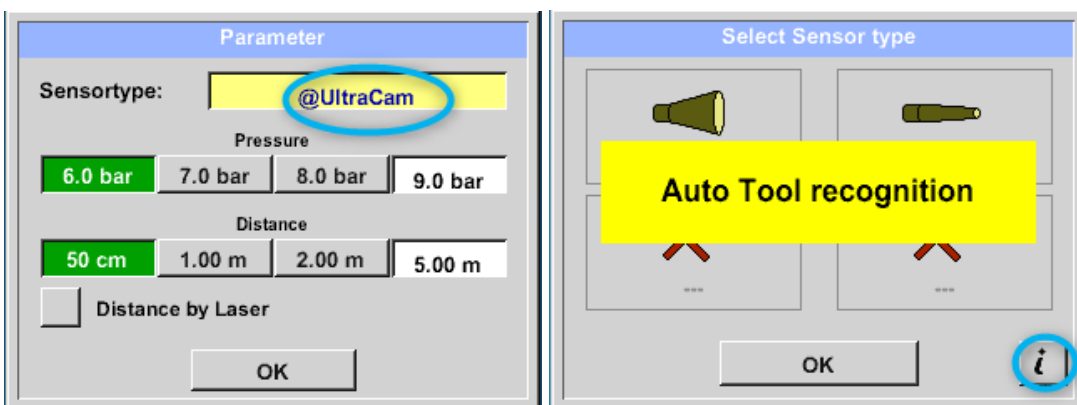 Parameter
Sensortype: @UltraCam
Pressure
6.0 bar 7.0 bar 8.0 bar 9.0 bar
Distance
50 cm 1.00 m 2.00 m 5.00 m
Distance by Laser
OK
Select Sensor type
Auto Tool recognition
--- ---
OK i